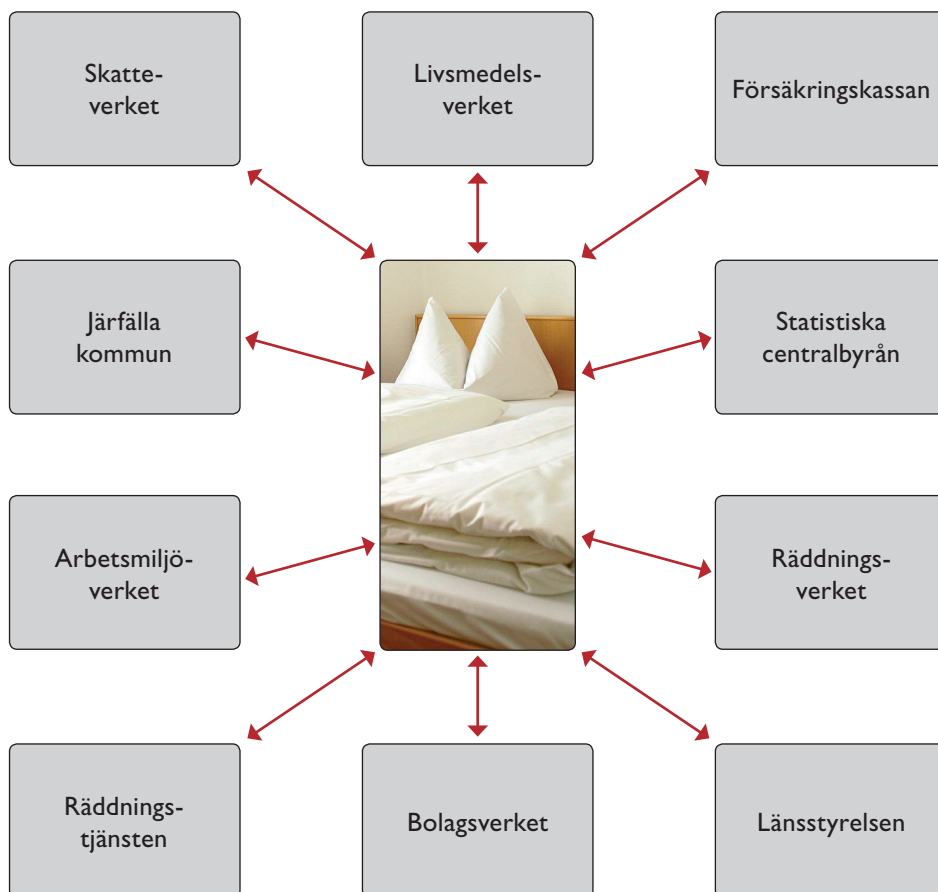 Skatte-
verket
Livsmedels-
verket
Försäkringskassan
Järfälla
kommun
Statistiska
centralbyrån
Arbetsmiljö-
verket
Räddnings-
verket
Räddnings-
tjänsten
Bolagsverket
Länsstyrelsen